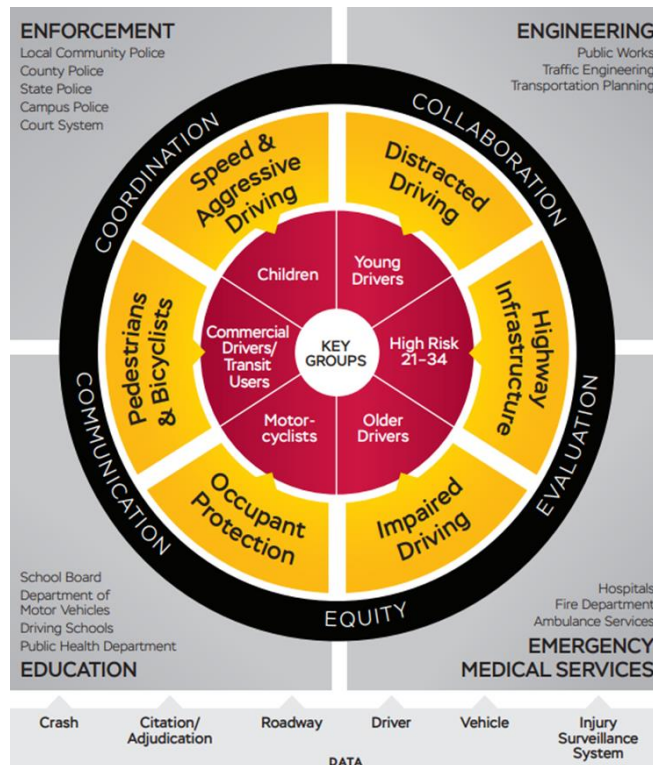 ENFORCEMENT
Local Community Police
County Police
State Police
Campus Police
Court System
ENGINEERING
Public Works
Traffic Engineering
Transportation Planning
COORDINATION
COLLABORATION
Speed &
Aggressive
Driving
Distracted
Driving
Children
Young
Drivers
Pedestrians
& Bicyclists
Commercial
Drivers/
Transit
Users
KEY
GROUPS
High Risk
21–34
Highway
Infrastructure
Motor-
cyclists
Older
Drivers
Occupant
Protection
Impaired
Driving
COMMUNICATION
EVALUATION
EQUITY
School Board
Department of
Motor Vehicles
Driving Schools
Public Health Department
EDUCATION
Hospitals
Fire Department
Ambulance Services
EMERGENCY
MEDICAL SERVICES
Crash
Citation/
Adjudication
Roadway
Driver
Vehicle
Injury
Surveillance
System
DATA